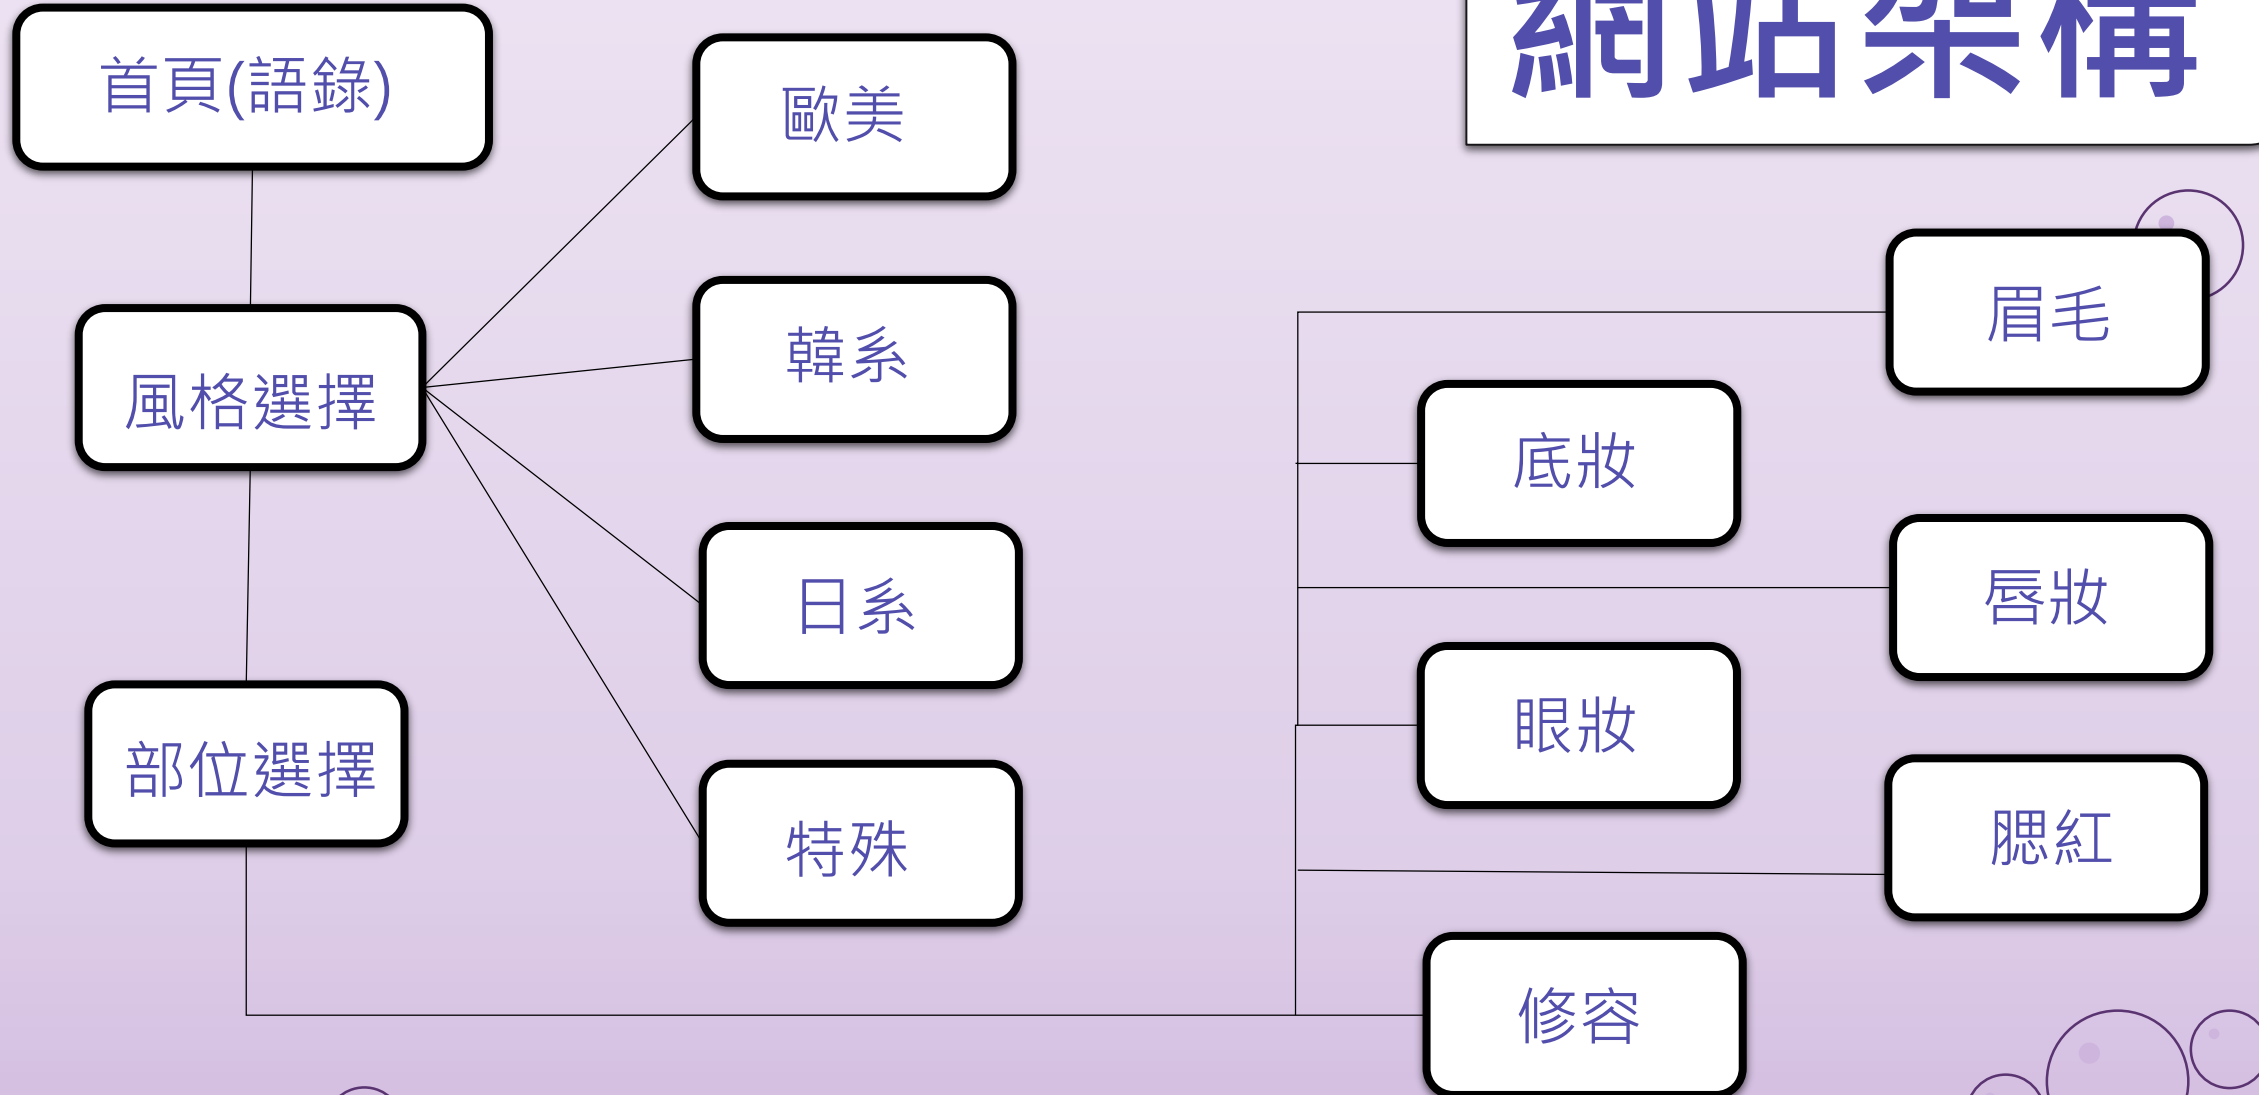 網站架構
首頁(語錄)
風格選擇
部位選擇
歐美
韓系
日系
特殊
眉毛
底妝
唇妝
眼妝
腮紅
修容